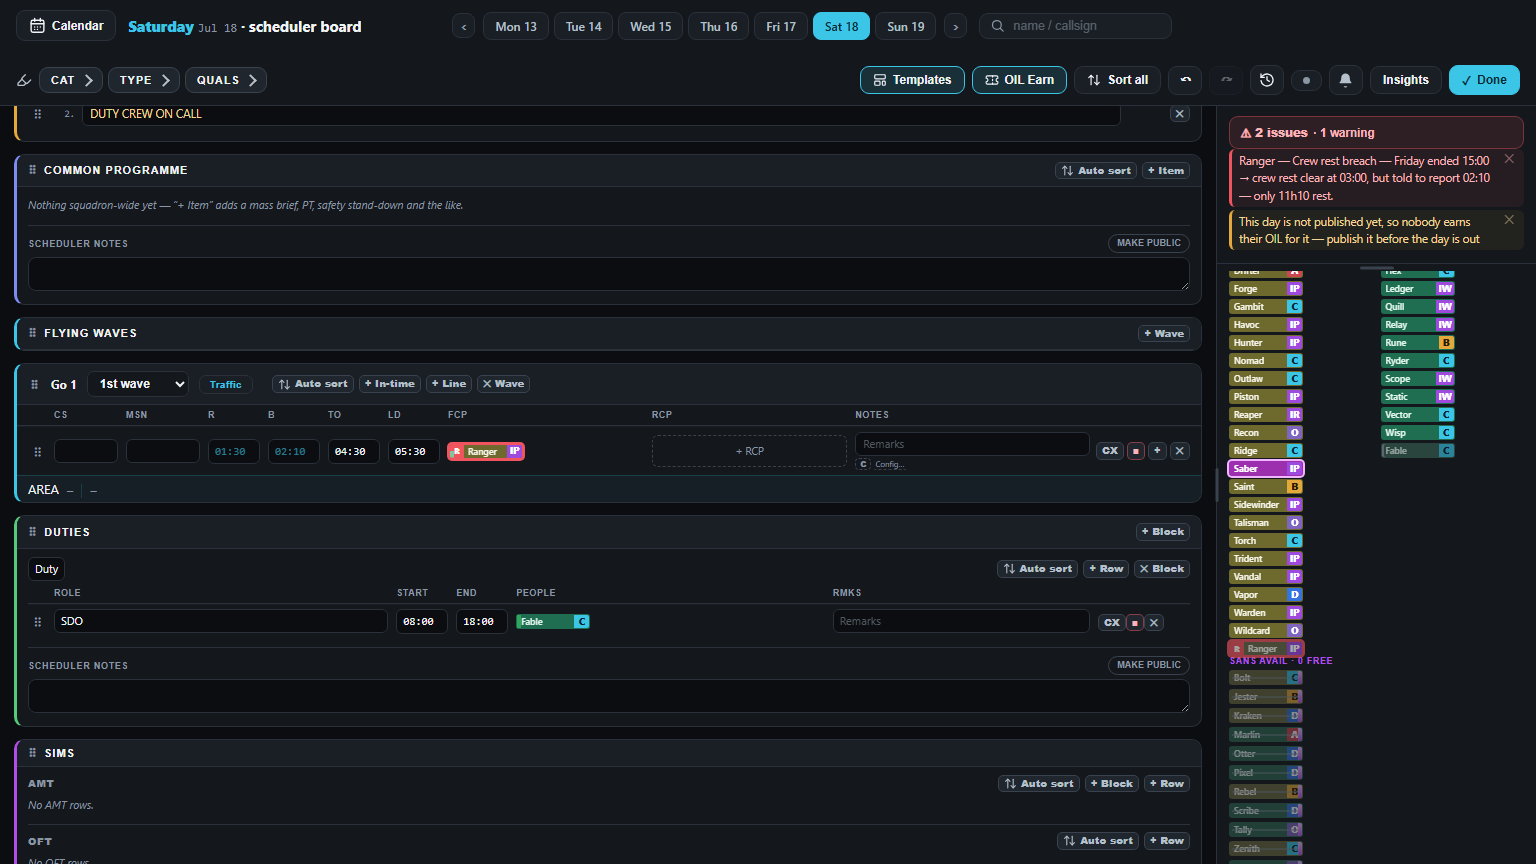 Calendar
Saturday Jul 18 · scheduler board
‹
Mon 13
Tue 14
Wed 15
Thu 16
Fri 17
Sat 18
Sun 19
›
name / callsign
CAT
TYPE
QUALS
Templates
OIL Earn
Sort all
Insights
✓ Done
2. DUTY CREW ON CALL
COMMON PROGRAMME
Auto sort
+ Item
Nothing squadron-wide yet — "+ Item" adds a mass brief, PT, safety stand-down and the like.
SCHEDULER NOTES
MAKE PUBLIC
FLYING WAVES
+ Wave
Go 1
1st wave
Traffic
Auto sort
+ In-time
+ Line
✕ Wave
CS MSN R B TO LD FCP RCP NOTES
01:30 02:10 04:30 05:30
R Ranger IP
+ RCP
Remarks
C Config...
CX
AREA – | –
DUTIES
+ Block
Duty
Auto sort
+ Row
✕ Block
ROLE START END PEOPLE RMKS
SDO 08:00 18:00 Fable C Remarks CX
SCHEDULER NOTES
MAKE PUBLIC
SIMS
AMT
Auto sort
+ Block
+ Row
No AMT rows.
OFT
Auto sort
+ Row
No OFT rows.
⚠ 2 issues · 1 warning
Ranger — Crew rest breach — Friday ended 15:00
→ crew rest clear at 03:00, but told to report 02:10
— only 11h10 rest.
This day is not published yet, so nobody earns
their OIL for it — publish it before the day is out
Drifter A
Forge IP
Gambit C
Havoc IP
Hunter IP
Nomad C
Outlaw C
Piston IP
Reaper IR
Recon O
Ridge C
Saber IP
Saint B
Sidewinder IP
Talisman O
Torch C
Trident IP
Vandal IP
Vapor D
Warden IP
Wildcard O
R Ranger IP
Hex C
Ledger IW
Quill IW
Relay IW
Rune B
Ryder C
Scope IW
Static IW
Vector C
Wisp C
Fable C
SANS AVAIL · 0 FREE
Bolt C
Jester B
Kraken D
Marlin A
Otter D
Pixel D
Rebel B
Scribe D
Tally O
Zenith C